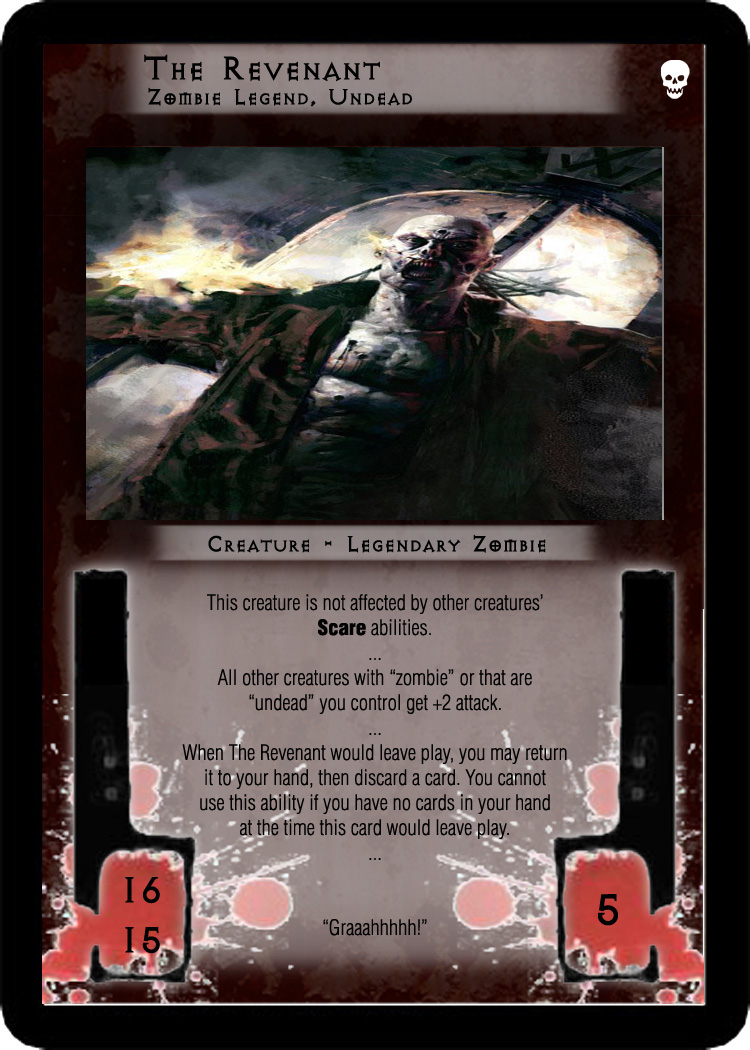 The Revenant
Zombie Legend, Undead
Creature - Legendary Zombie
This creature is not affected by other creatures'
Scare abilities.
...
All other creatures with “zombie” or that are
“undead” you control get +2 attack.
...
When The Revenant would leave play, you may return
it to your hand, then discard a card. You cannot
use this ability if you have no cards in your hand
at the time this card would leave play.
...
16
15
“Graaahhhhh!”
5